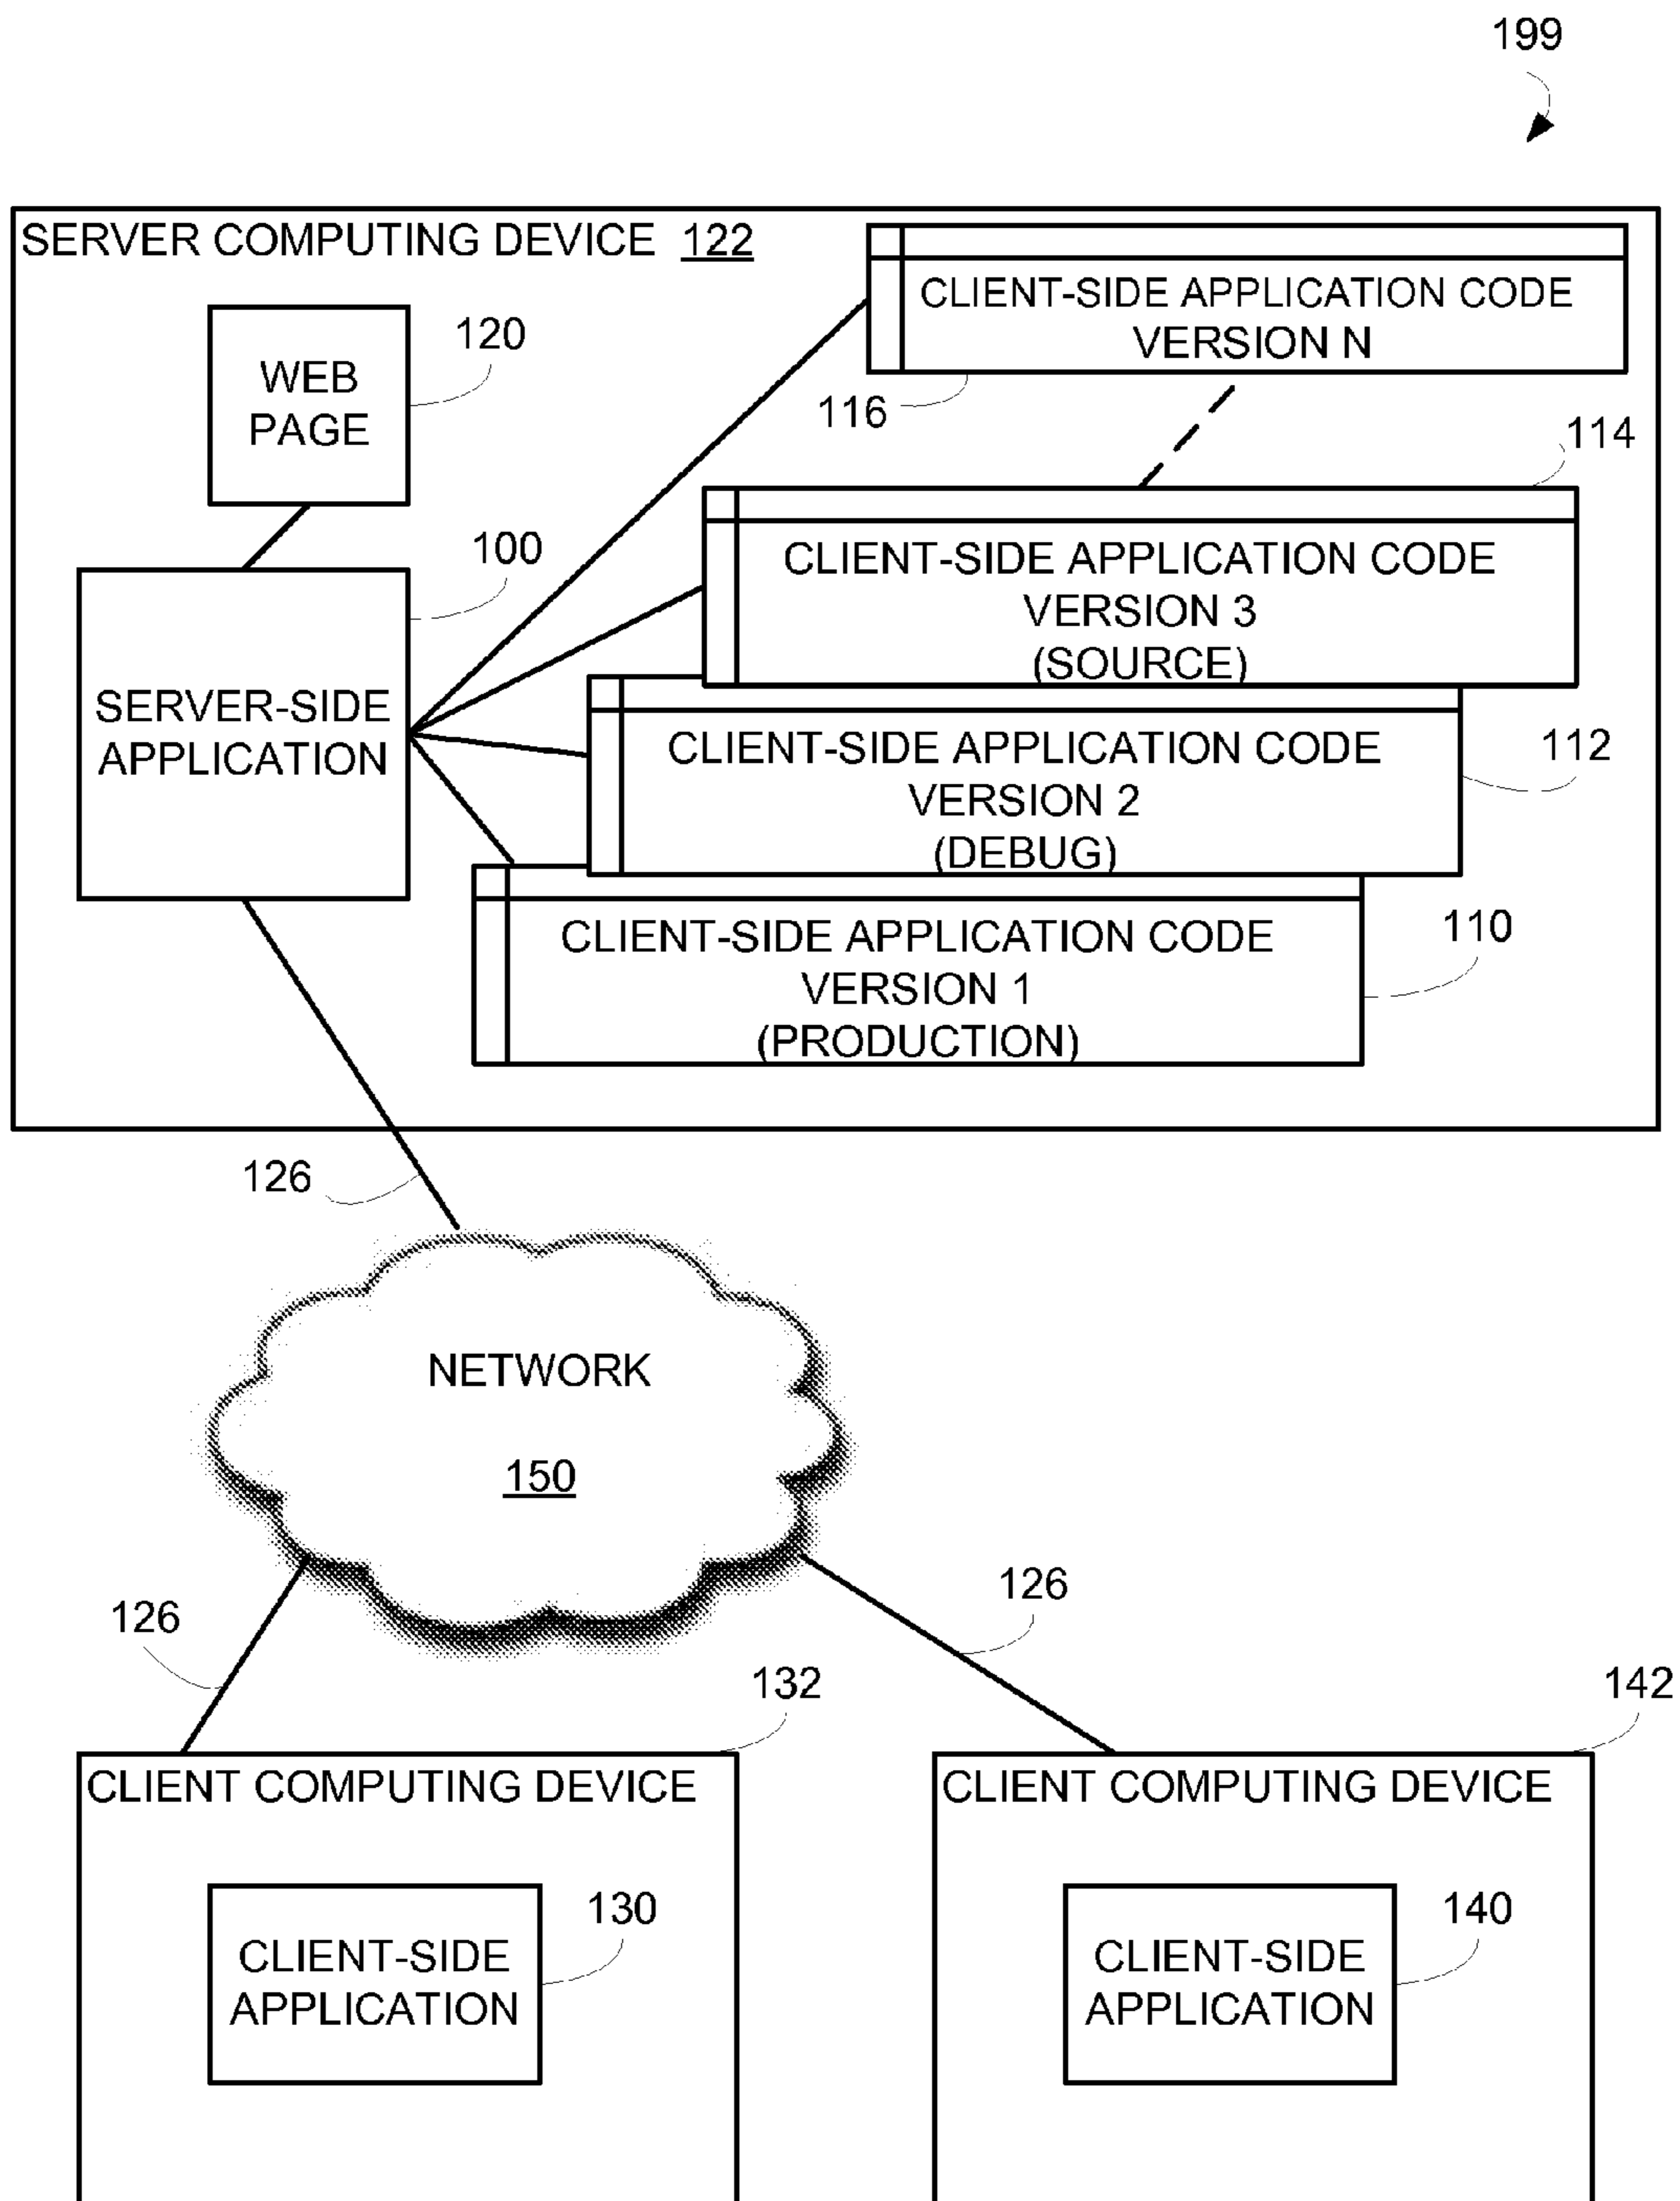 199
SERVER COMPUTING DEVICE 122
WEB
PAGE
120
CLIENT-SIDE APPLICATION CODE
VERSION N
116
114
100
CLIENT-SIDE APPLICATION CODE
VERSION 3
(SOURCE)
SERVER-SIDE
APPLICATION
CLIENT-SIDE APPLICATION CODE
VERSION 2
(DEBUG)
112
CLIENT-SIDE APPLICATION CODE
VERSION 1
(PRODUCTION)
110
126
NETWORK
150
126
126
132
142
CLIENT COMPUTING DEVICE
CLIENT COMPUTING DEVICE
130
CLIENT-SIDE
APPLICATION
140
CLIENT-SIDE
APPLICATION